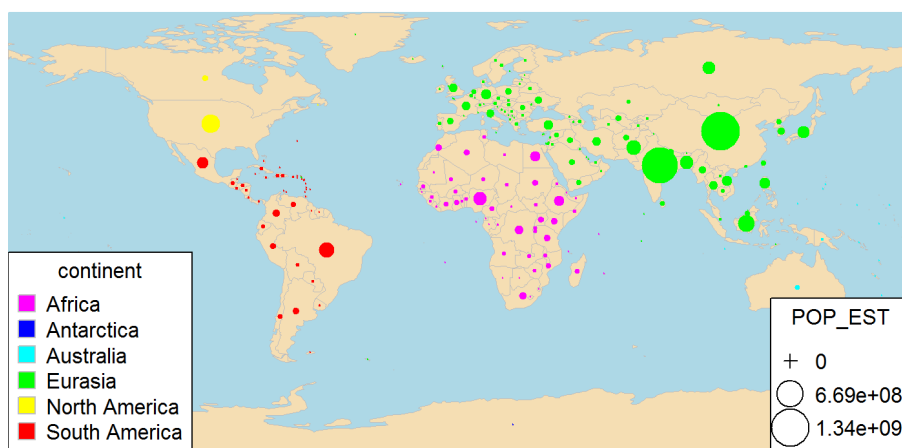 continent
Africa
Antarctica
Australia
Eurasia
North America
South America
POP_EST
0
6.69e+08
1.34e+09